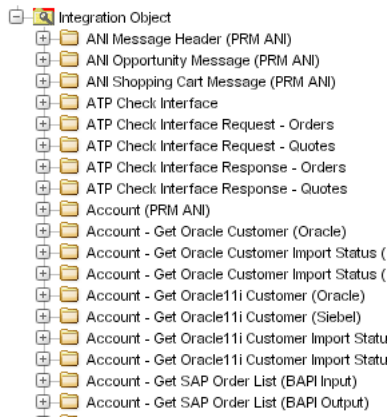 Integration Object
ANI Message Header (PRM ANI)
ANI Opportunity Message (PRM ANI)
ANI Shopping Cart Message (PRM ANI)
ATP Check Interface
ATP Check Interface Request - Orders
ATP Check Interface Request - Quotes
ATP Check Interface Response - Orders
ATP Check Interface Response - Quotes
Account (PRM ANI)
Account - Get Oracle Customer (Oracle)
Account - Get Oracle Customer Import Status (
Account - Get Oracle Customer Import Status (
Account - Get Oracle11i Customer (Oracle)
Account - Get Oracle11i Customer (Siebel)
Account - Get Oracle11i Customer Import Statu
Account - Get Oracle11i Customer Import Statu
Account - Get SAP Order List (BAPI Input)
Account - Get SAP Order List (BAPI Output)